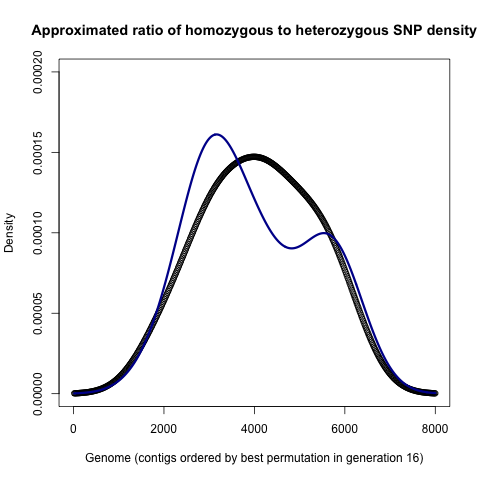 Approximated ratio of homozygous to heterozygous SNP density
0.00020
0.00015
0.00010
0.00005
0.00000
Density
0 2000 4000 6000 8000
Genome (contigs ordered by best permutation in generation 16)